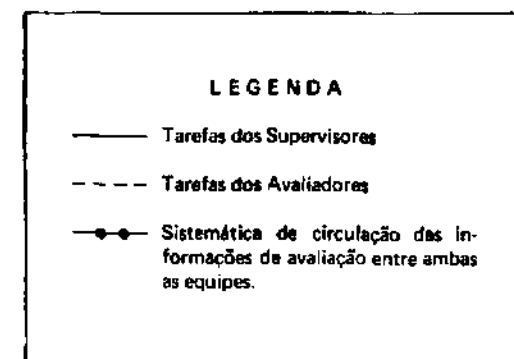 LEGENDA
Tarefas dos Supervisores
Tarefas dos Avaliadores
Sistemática de circulação das in-
formações de avaliação entre ambas
as equipes.